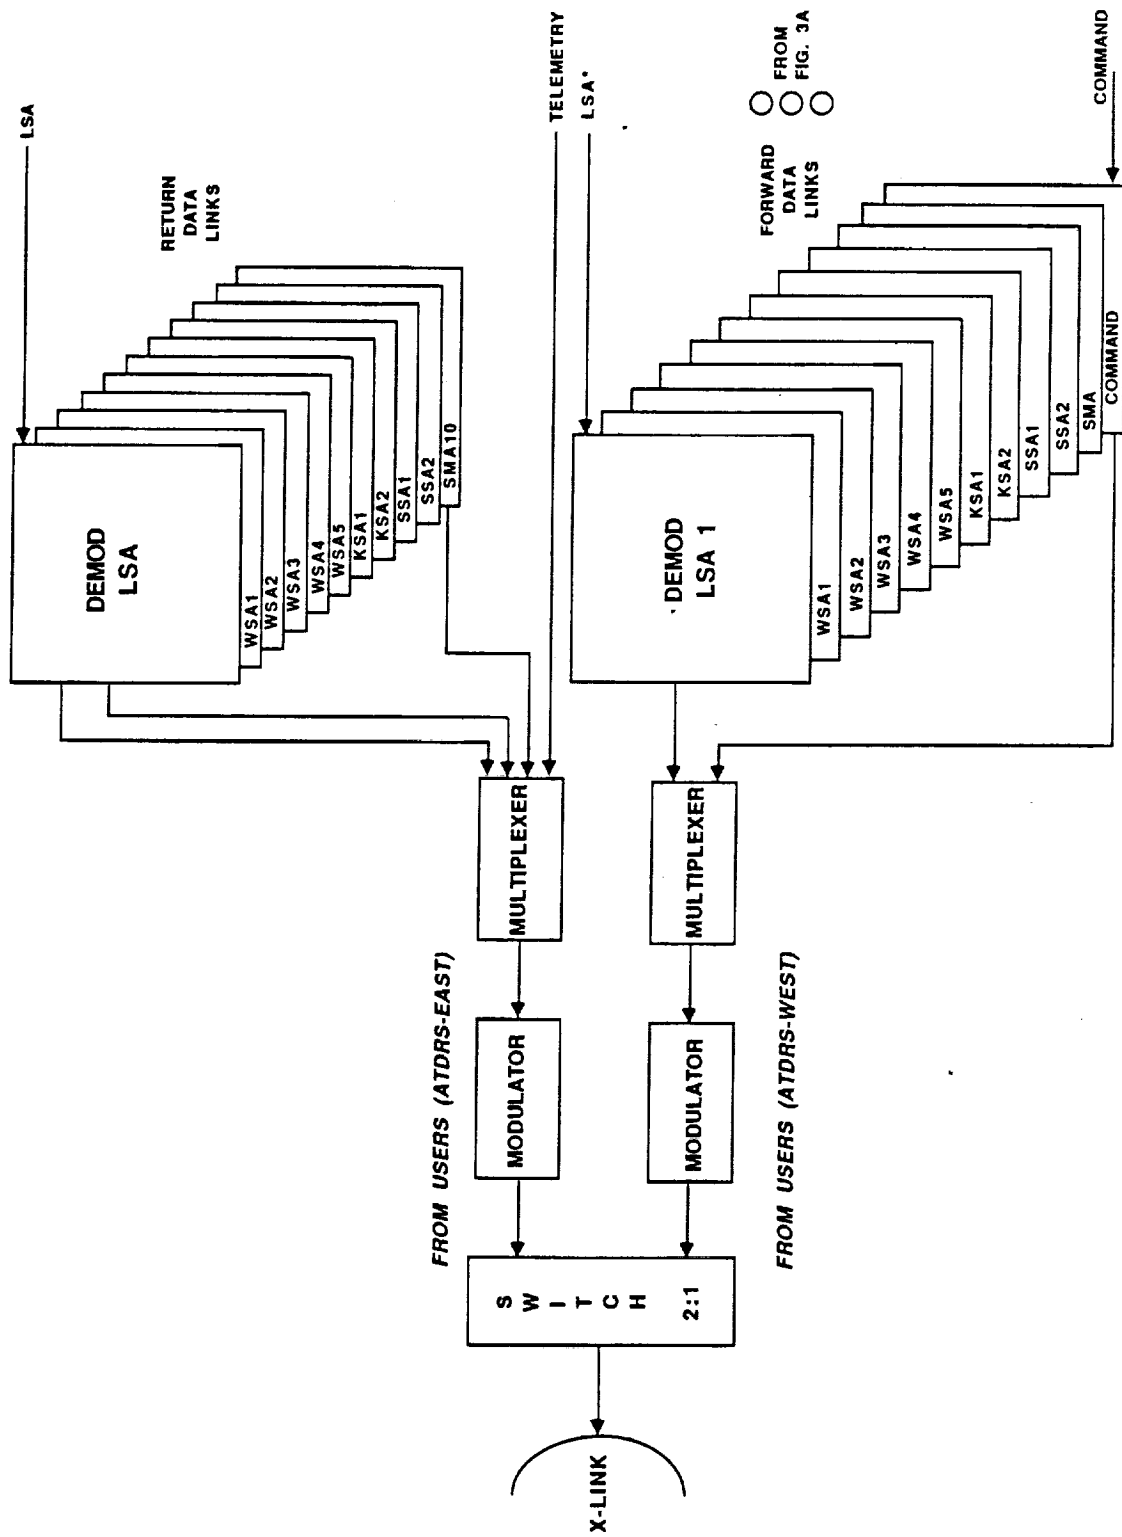 LSA
RETURN
DATA
LINKS
DEMOD
LSA
WSA1
WSA2
WSA3
WSA4
WSA5
KSA1
KSA2
SSA1
SSA2
SMA10
TELEMETRY
LSA*
FROM
FIG. 3A
FORWARD
DATA
LINKS
COMMAND
DEMOD
LSA 1
WSA1
WSA2
WSA3
WSA4
WSA5
KSA1
KSA2
SSA1
SSA2
SMA
COMMAND
MULTIPLEXER
MULTIPLEXER
FROM USERS (ATDRS-EAST)
MODULATOR
MODULATOR
FROM USERS (ATDRS-WEST)
SWITCH
2:1
X-LINK